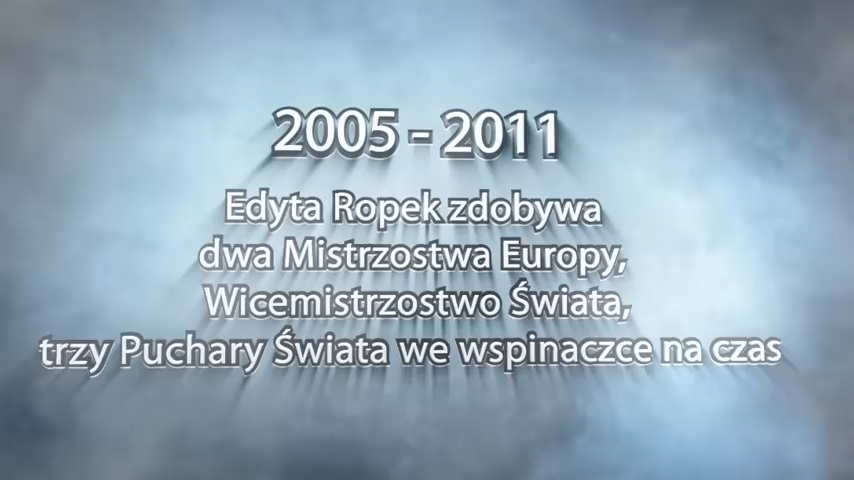 2005 - 2011
Edyta Ropek zdobywa
dwa Mistrzostwa Europy,
Wicemistrzostwo Świata,
trzy Puchary Świata we wspinaczce na czas